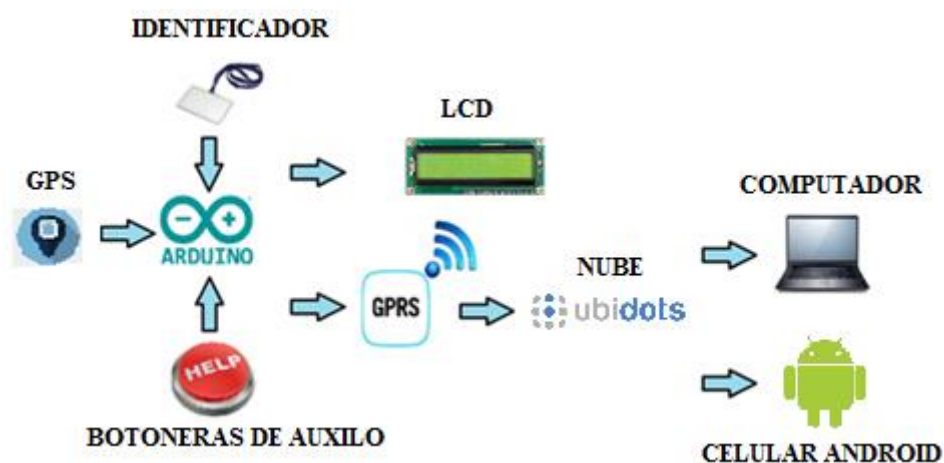 IDENTIFICADOR
LCD
GPS
ARDUINO
COMPUTADOR
NUBE
GPRS
ubidots
HELP
BOTONERAS DE AUXILO
CELULAR ANDROID